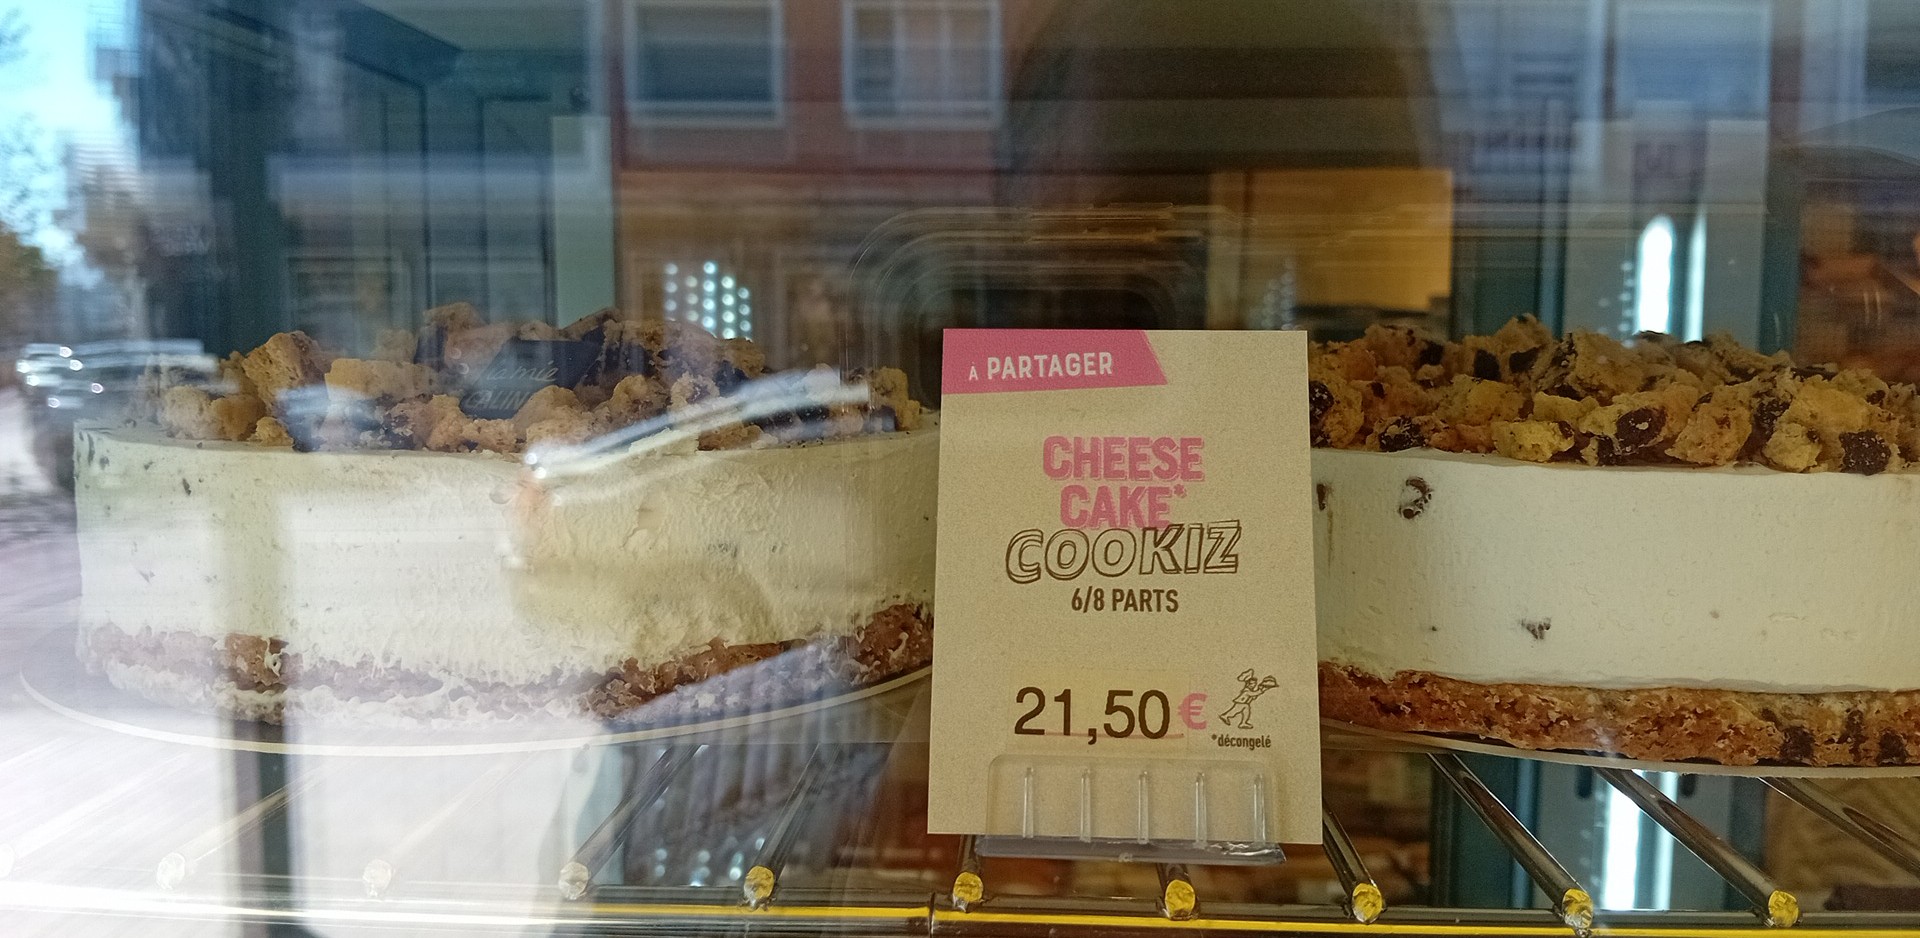 À PARTAGER
CHEESE
CAKE*
COOKIZ
6/8 PARTS
21,50 €
*décongelé